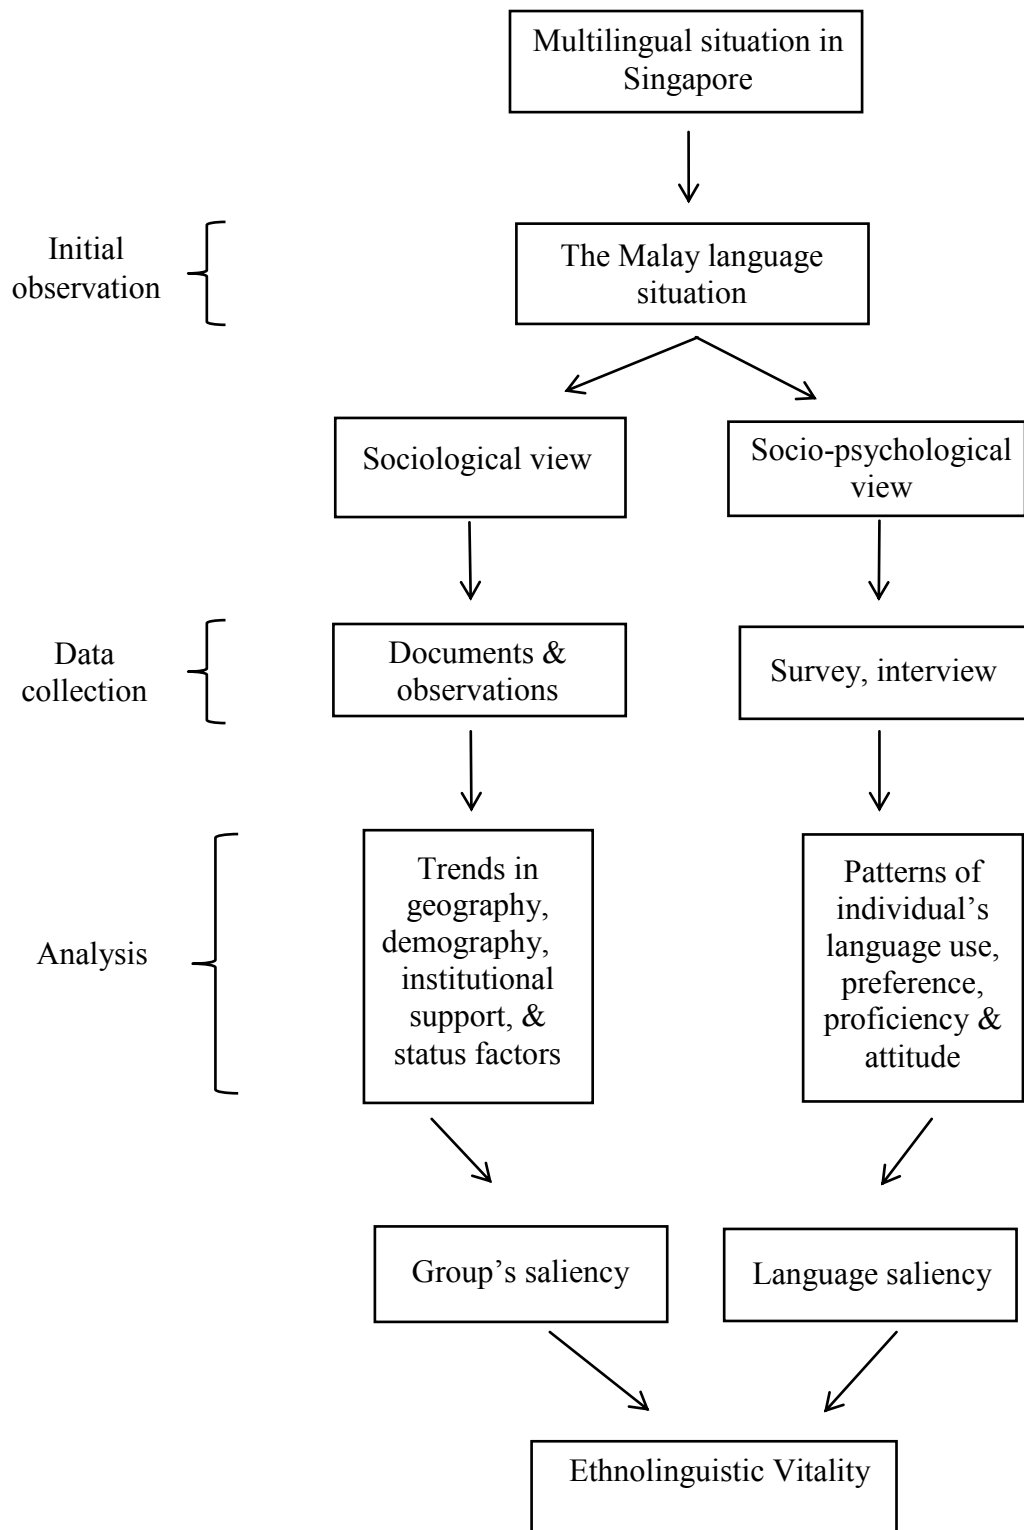 Multilingual situation in
Singapore
Initial
observation
The Malay language
situation
Sociological view
Socio-psychological
view
Data
collection
Documents &
observations
Survey, interview
Analysis
Trends in
geography,
demography,
institutional
support, &
status factors
Patterns of
individual’s
language use,
preference,
proficiency &
attitude
Group’s saliency
Language saliency
Ethnolinguistic Vitality